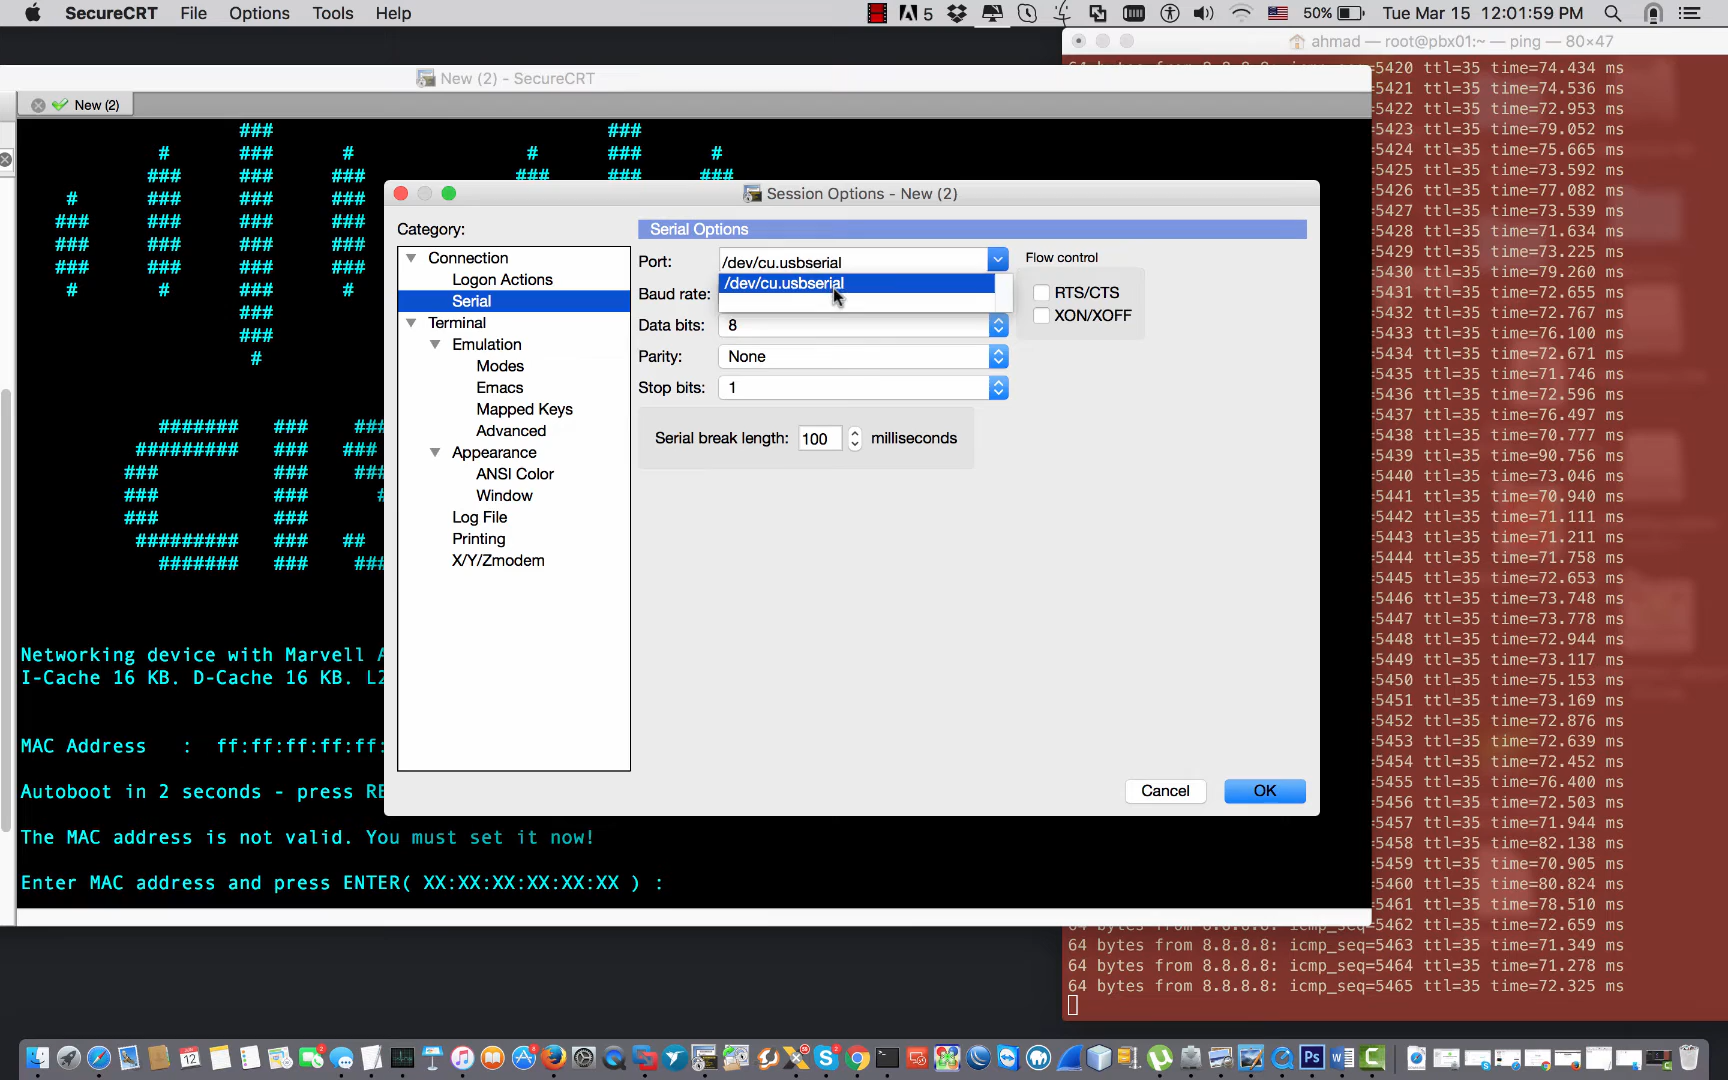 SecureCRT File Options Tools Help
5 50% Tue Mar 15 12:01:59 PM
ahmad — root@pbx01:~ — ping — 80×47
New (2) - SecureCRT
New (2)
Session Options - New (2)
Category:
Connection
Logon Actions
Serial
Terminal
Emulation
Modes
Emacs
Mapped Keys
Advanced
Appearance
ANSI Color
Window
Log File
Printing
X/Y/Zmodem
Serial Options
Port: /dev/cu.usbserial
/dev/cu.usbserial
Baud rate:
Data bits: 8
Parity: None
Stop bits: 1
Flow control
RTS/CTS
XON/XOFF
Serial break length: 100 milliseconds
Cancel OK
Networking device with Marvell
I-Cache 16 KB. D-Cache 16 KB. L2
MAC Address : ff:ff:ff:ff:ff:
Autoboot in 2 seconds - press RE
The MAC address is not valid. You must set it now!
Enter MAC address and press ENTER( XX:XX:XX:XX:XX:XX ) :
=5420 ttl=35 time=74.434 ms
=5421 ttl=35 time=74.536 ms
=5422 ttl=35 time=72.953 ms
=5423 ttl=35 time=79.052 ms
=5424 ttl=35 time=75.665 ms
=5425 ttl=35 time=73.592 ms
=5426 ttl=35 time=77.082 ms
=5427 ttl=35 time=73.539 ms
=5428 ttl=35 time=71.634 ms
=5429 ttl=35 time=73.225 ms
=5430 ttl=35 time=79.260 ms
=5431 ttl=35 time=72.655 ms
=5432 ttl=35 time=72.767 ms
=5433 ttl=35 time=76.100 ms
=5434 ttl=35 time=72.671 ms
=5435 ttl=35 time=71.746 ms
=5436 ttl=35 time=72.596 ms
=5437 ttl=35 time=76.497 ms
=5438 ttl=35 time=70.777 ms
=5439 ttl=35 time=90.756 ms
=5440 ttl=35 time=73.046 ms
=5441 ttl=35 time=70.940 ms
=5442 ttl=35 time=71.111 ms
=5443 ttl=35 time=71.211 ms
=5444 ttl=35 time=71.758 ms
=5445 ttl=35 time=72.653 ms
=5446 ttl=35 time=73.748 ms
=5447 ttl=35 time=73.778 ms
=5448 ttl=35 time=72.944 ms
=5449 ttl=35 time=73.117 ms
=5450 ttl=35 time=75.153 ms
=5451 ttl=35 time=73.169 ms
=5452 ttl=35 time=72.876 ms
=5453 ttl=35 time=72.639 ms
=5454 ttl=35 time=72.452 ms
=5455 ttl=35 time=76.400 ms
=5456 ttl=35 time=72.503 ms
=5457 ttl=35 time=71.944 ms
=5458 ttl=35 time=82.138 ms
=5459 ttl=35 time=70.905 ms
=5460 ttl=35 time=80.824 ms
=5461 ttl=35 time=78.510 ms
64 bytes from 8.8.8.8: icmp_seq=5462 ttl=35 time=72.659 ms
64 bytes from 8.8.8.8: icmp_seq=5463 ttl=35 time=71.349 ms
64 bytes from 8.8.8.8: icmp_seq=5464 ttl=35 time=71.278 ms
64 bytes from 8.8.8.8: icmp_seq=5465 ttl=35 time=72.325 ms